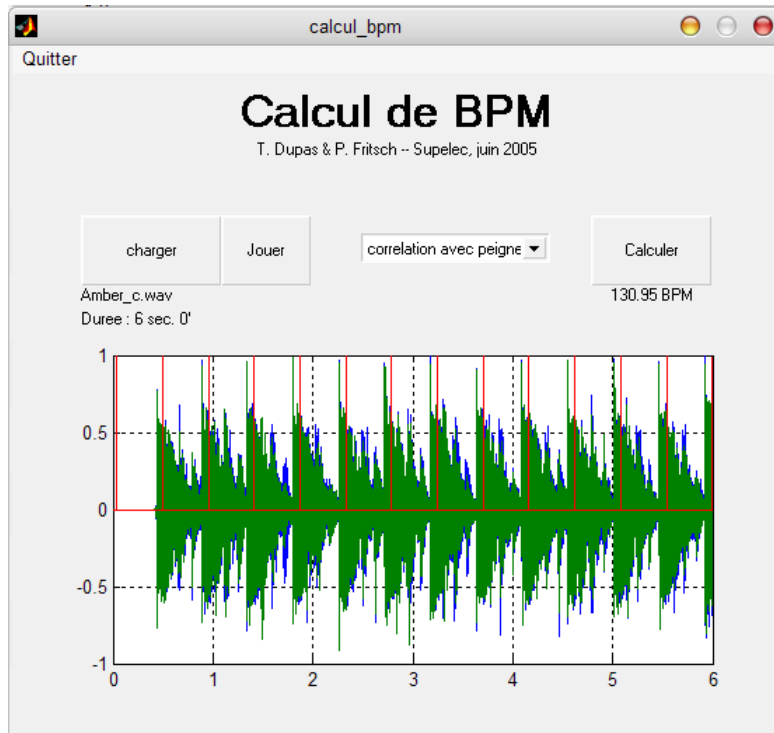 calcul_bpm
Quitter
Calcul de BPM
T. Dupas & P. Fritsch -- Supelec, juin 2005
charger Jouer correlation avec peigne Calculer
Amber_c.wav 130.95 BPM
Duree : 6 sec. 0'
1
0.5
0
-0.5
-1
0 1 2 3 4 5 6